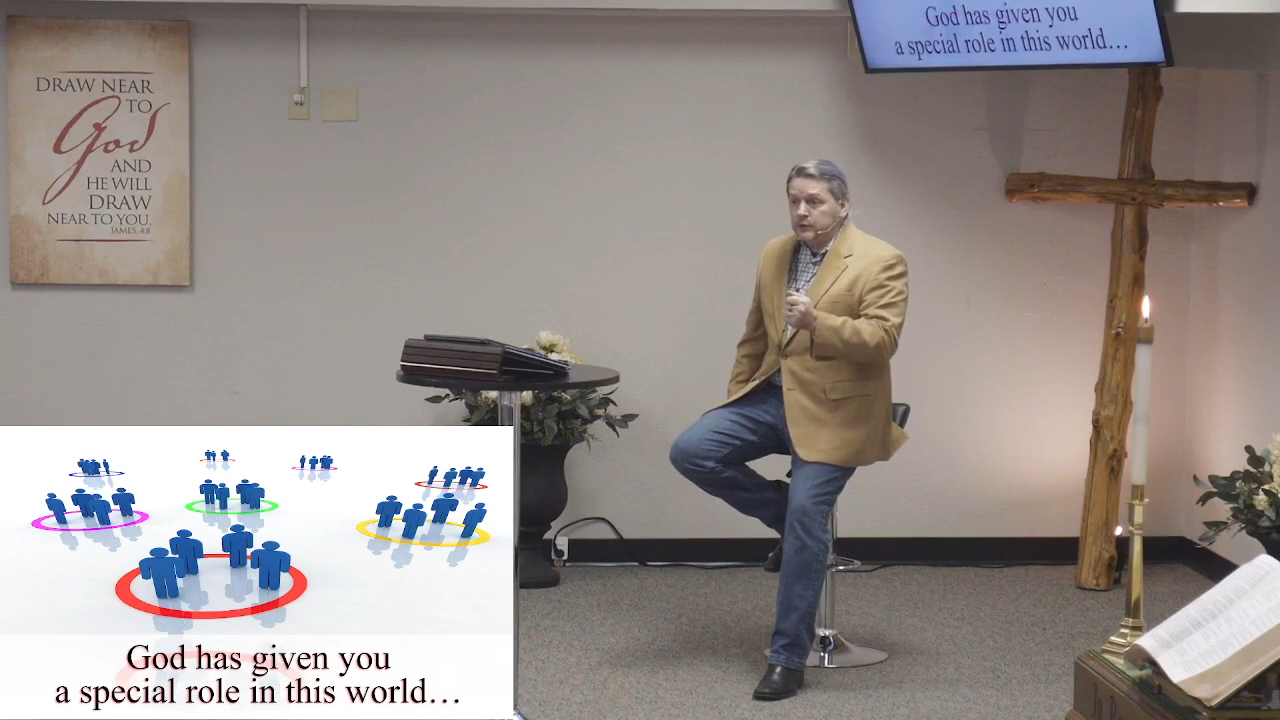 DRAW NEAR
TO
God
AND
HE WILL
DRAW
NEAR TO YOU.
JAMES, 4:8
God has given you
a special role in this world…
God has given you
a special role in this world…